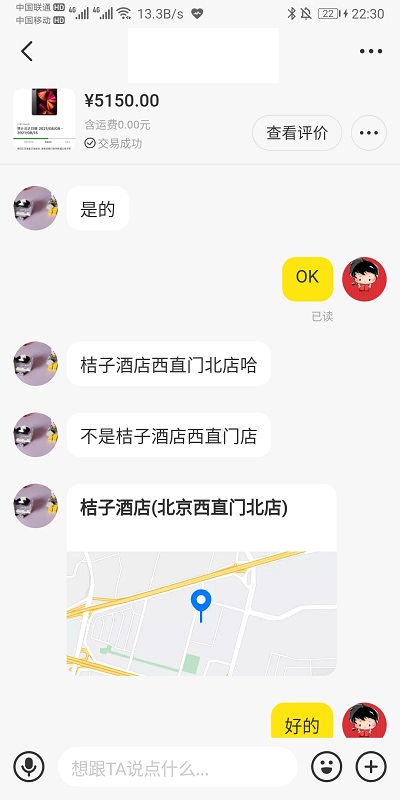 中国联通 HD
中国移动 HD
4G
4G
13.3B/s
22
22:30
¥5150.00
含运费0.00元
交易成功
查看评价
是的
OK
已读
桔子酒店西直门北店哈
不是桔子酒店西直门店
桔子酒店(北京西直门北店)
好的
想跟TA说点什么...